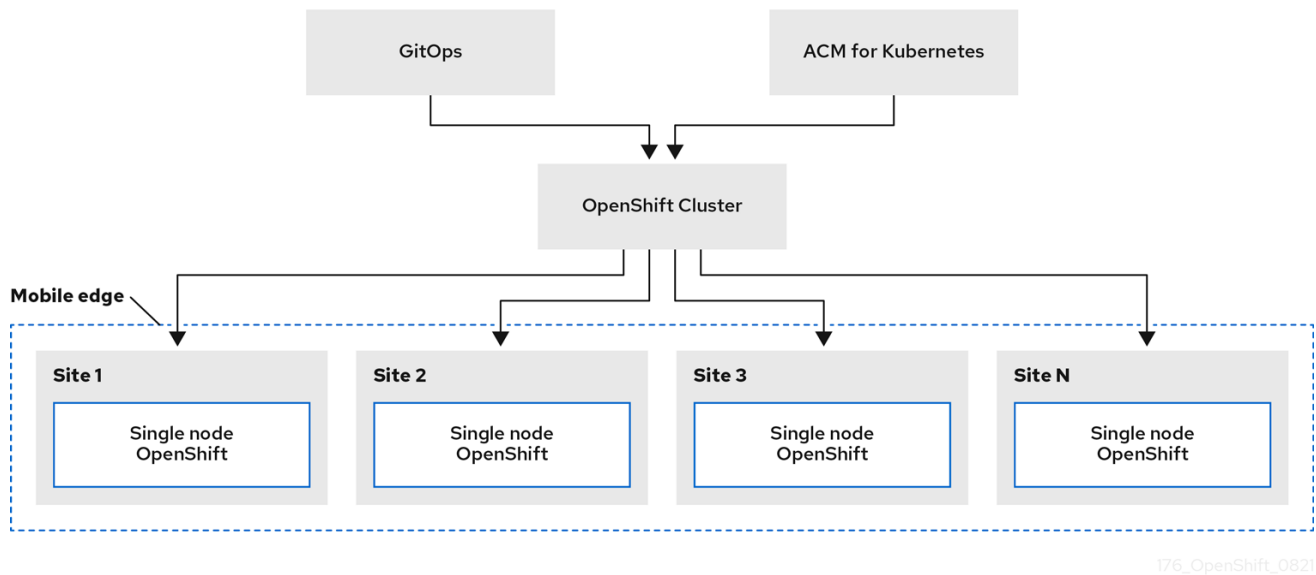 GitOps
ACM for Kubernetes
OpenShift Cluster
Mobile edge
Site 1
Single node
OpenShift
Site 2
Single node
OpenShift
Site 3
Single node
OpenShift
Site N
Single node
OpenShift
176_OpenShift_0821